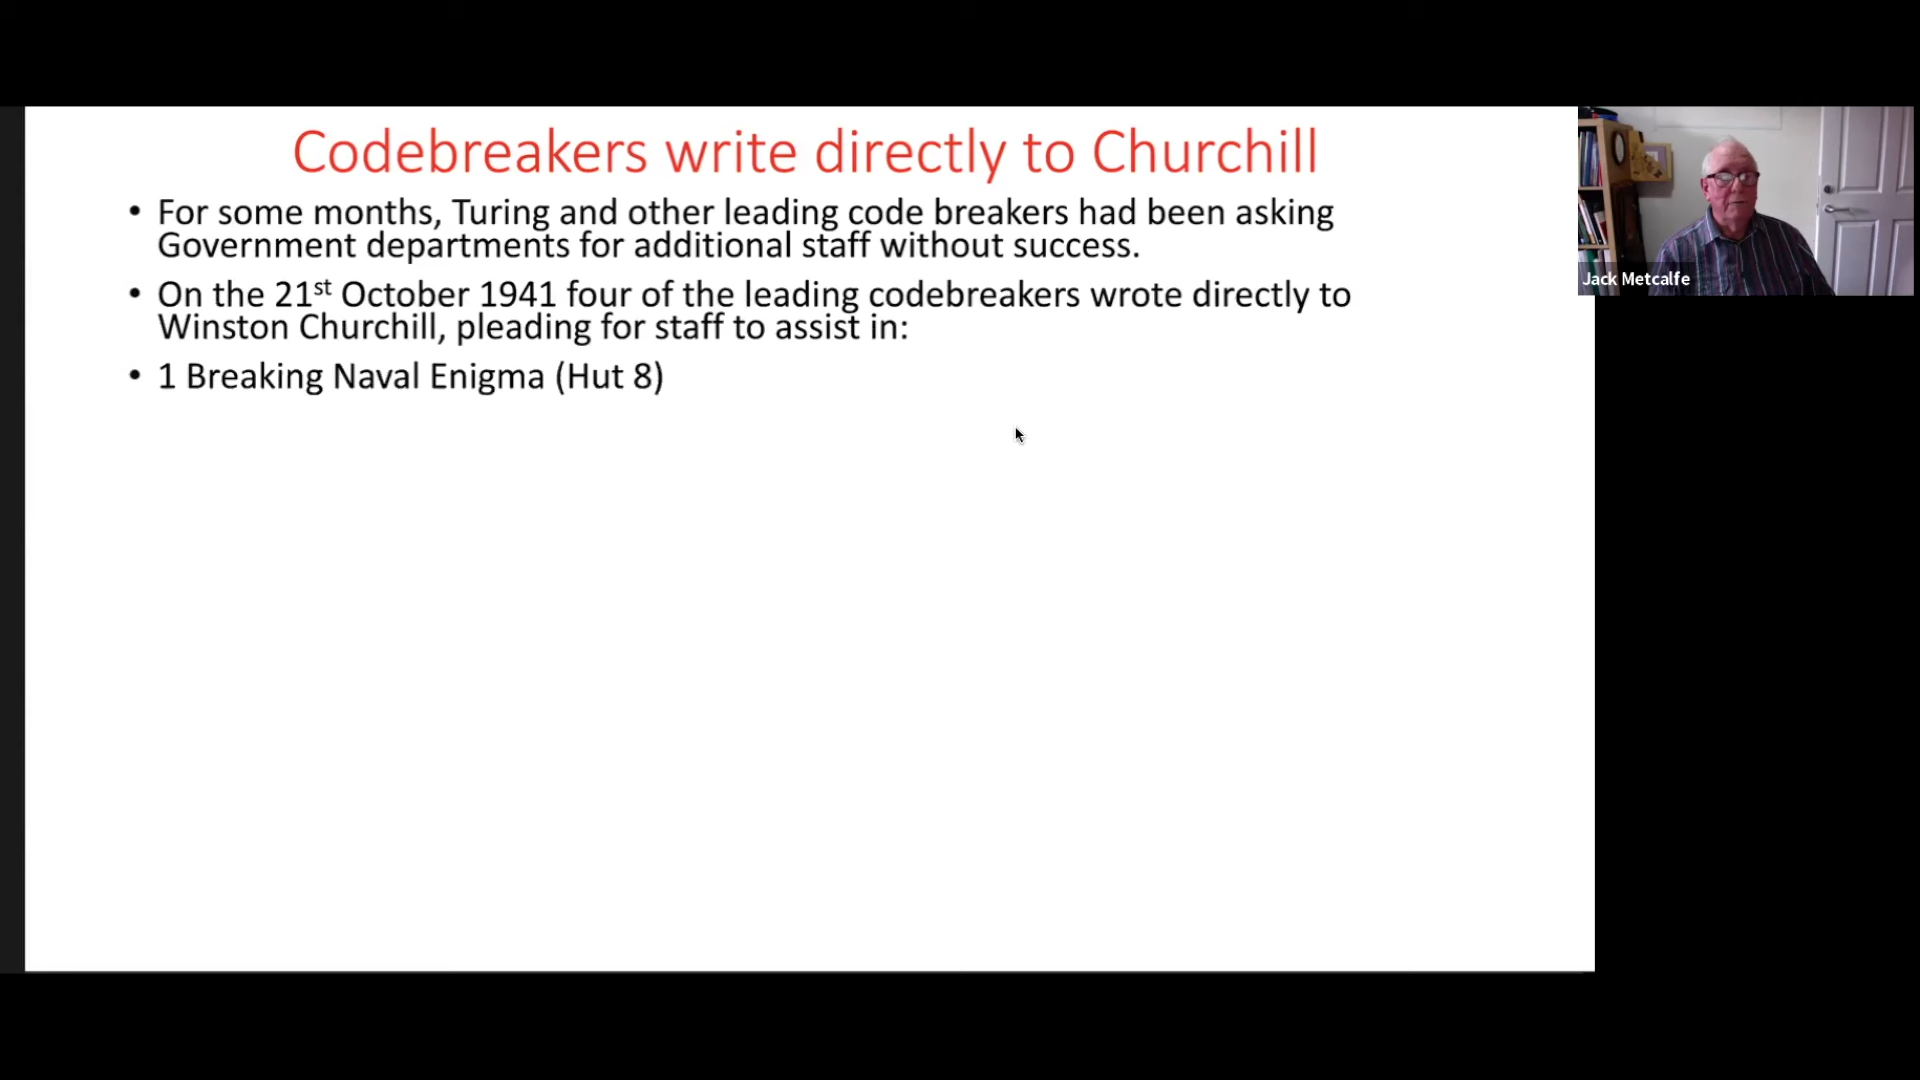 Codebreakers write directly to Churchill
• For some months, Turing and other leading code breakers had been asking
Government departments for additional staff without success.
• On the 21st October 1941 four of the leading codebreakers wrote directly to
Winston Churchill, pleading for staff to assist in:
• 1 Breaking Naval Enigma (Hut 8)
Jack Metcalfe